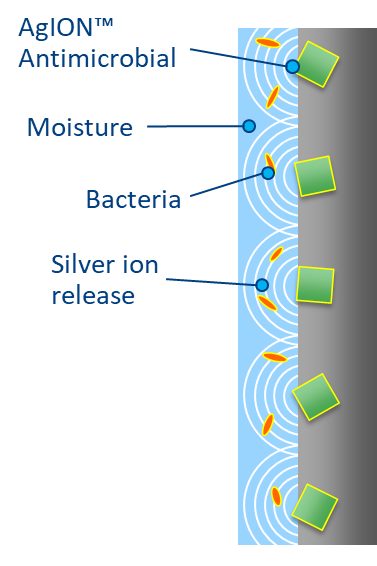 AgION™
Antimicrobial
Moisture
Bacteria
Silver ion
release